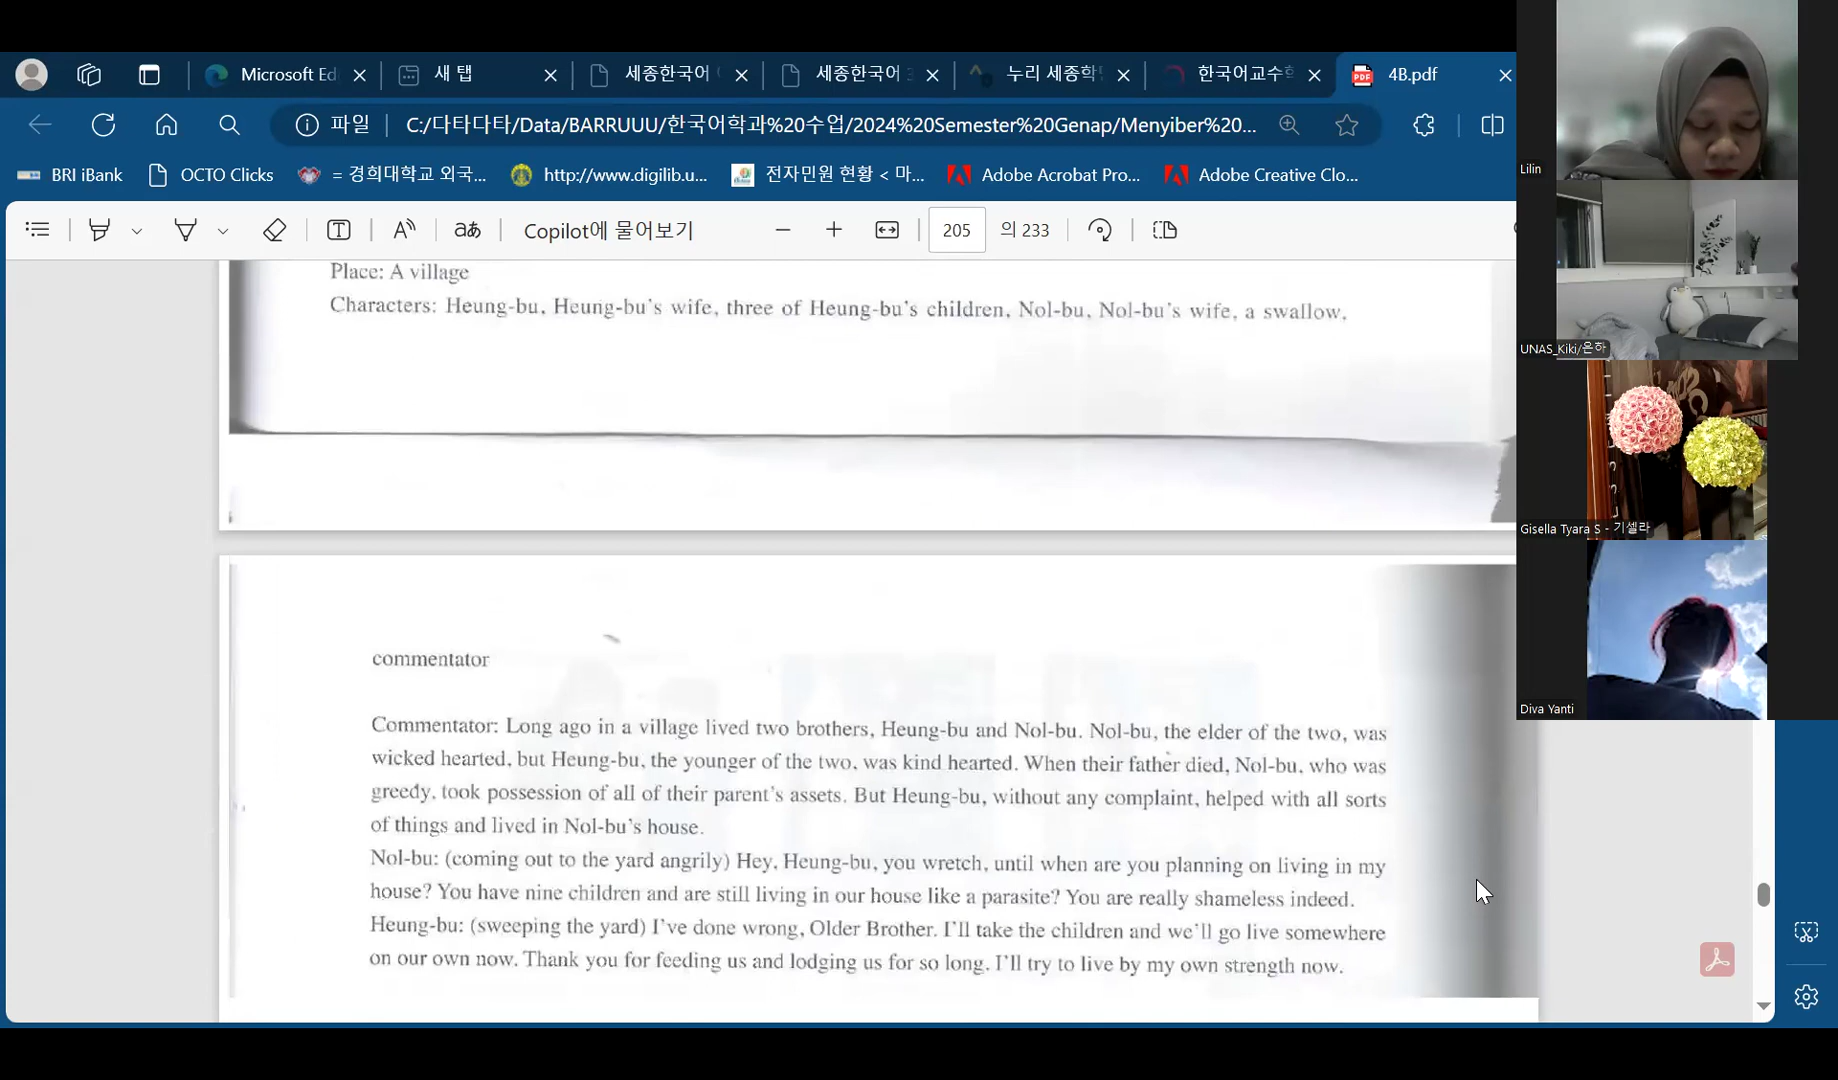 Microsoft Ed
새 탭
세종한국어
세종한국어 3
누리 세종학
한국어교수
4B.pdf
파일
C:/다타다타/Data/BARRUUU/한국어학과%20수업/2024%20Semester%20Genap/Menyiber%20...
BRI iBank
OCTO Clicks
= 경희대학교 외국...
http://www.digilib.u...
전자민원 현황 < 마...
Adobe Acrobat Pro...
Adobe Creative Clo...
Copilot에 물어보기
205
의 233
Place: A village
Characters: Heung-bu, Heung-bu's wife, three of Heung-bu's children, Nol-bu, Nol-bu's wife, a swallow,
commentator
Commentator: Long ago in a village lived two brothers, Heung-bu and Nol-bu. Nol-bu, the elder of the two, was
wicked hearted, but Heung-bu, the younger of the two, was kind hearted. When their father died, Nol-bu, who was
greedy, took possession of all of their parent's assets. But Heung-bu, without any complaint, helped with all sorts
of things and lived in Nol-bu's house.
Nol-bu: (coming out to the yard angrily) Hey, Heung-bu, you wretch, until when are you planning on living in my
house? You have nine children and are still living in our house like a parasite? You are really shameless indeed.
Heung-bu: (sweeping the yard) I've done wrong, Older Brother. I'll take the children and we'll go live somewhere
on our own now. Thank you for feeding us and lodging us for so long. I'll try to live by my own strength now.
Lilin
UNAS_Kiki/은하
Gisella Tyara S - 기셀라
Diva Yanti